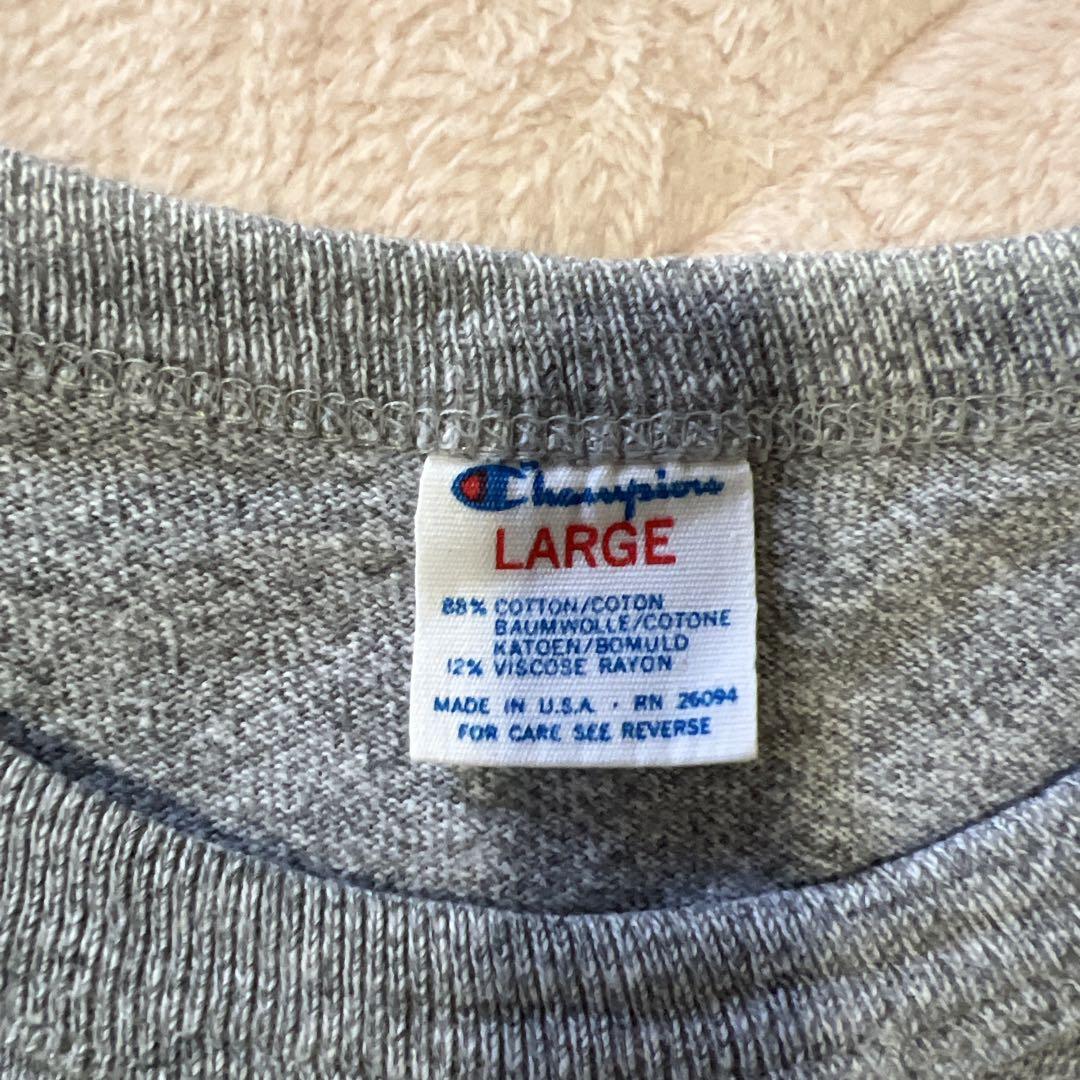 Champion
LARGE
88% COTTON/COTON
BAUMWOLLE/COTONE
KATOEN/BOMULD
12% VISCOSE RAYON
MADE IN U.S.A. · RN 26094
FOR CARE SEE REVERSE